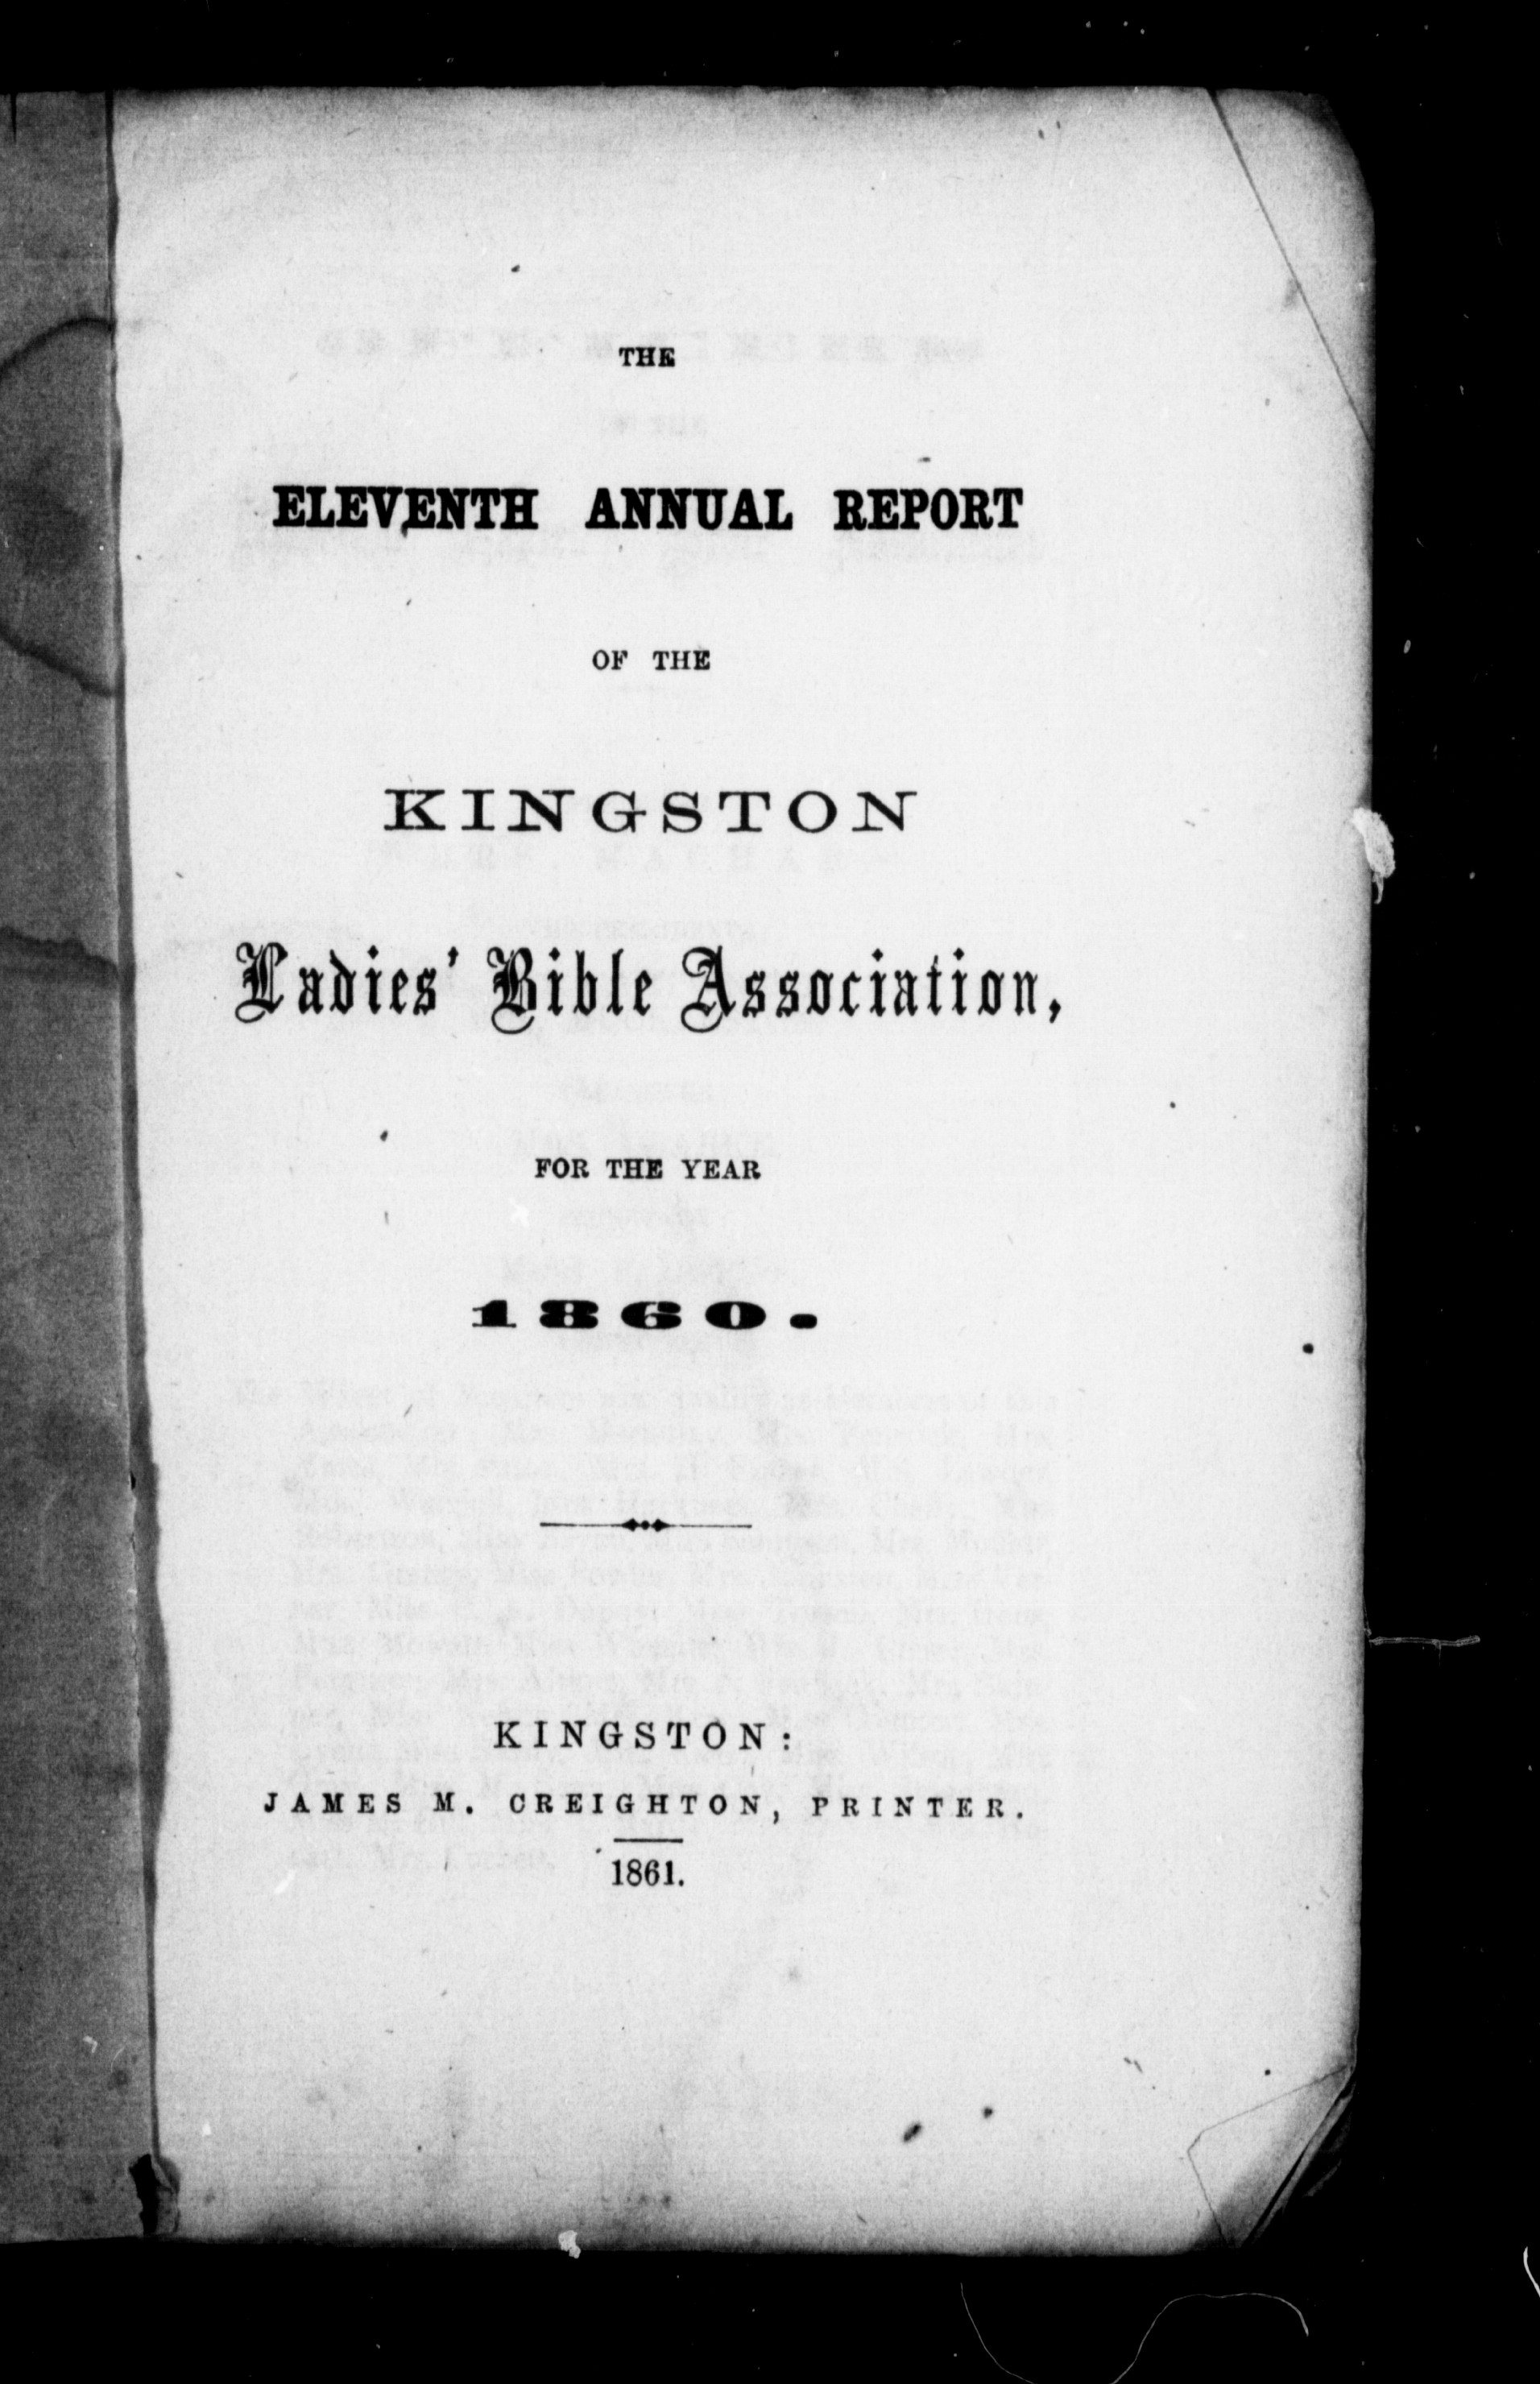 THE
ELEVENTH ANNUAL REPORT
OF THE
KINGSTON
Ladies' Bible Association,
FOR THE YEAR
1860.
KINGSTON:
JAMES M. CREIGHTON, PRINTER.
1861.